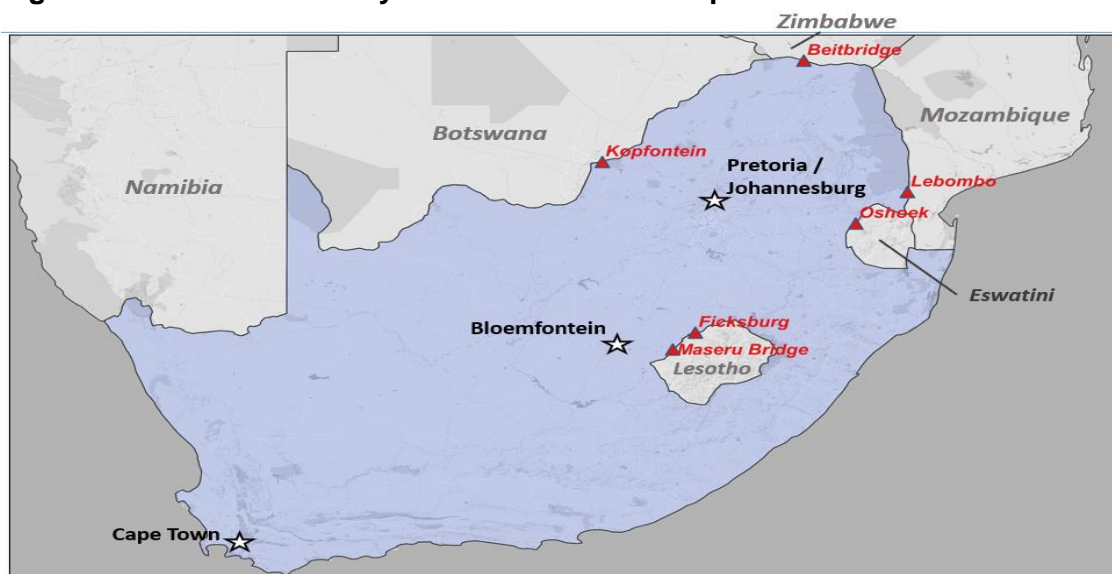 Zimbabwe
Beitbridge
Mozambique
Botswana
Kopfontein
Namibia
Pretoria /
Johannesburg
Lebombo
Oshoek
Eswatini
Bloemfontein
Ficksburg
Maseru Bridge
Lesotho
Cape Town